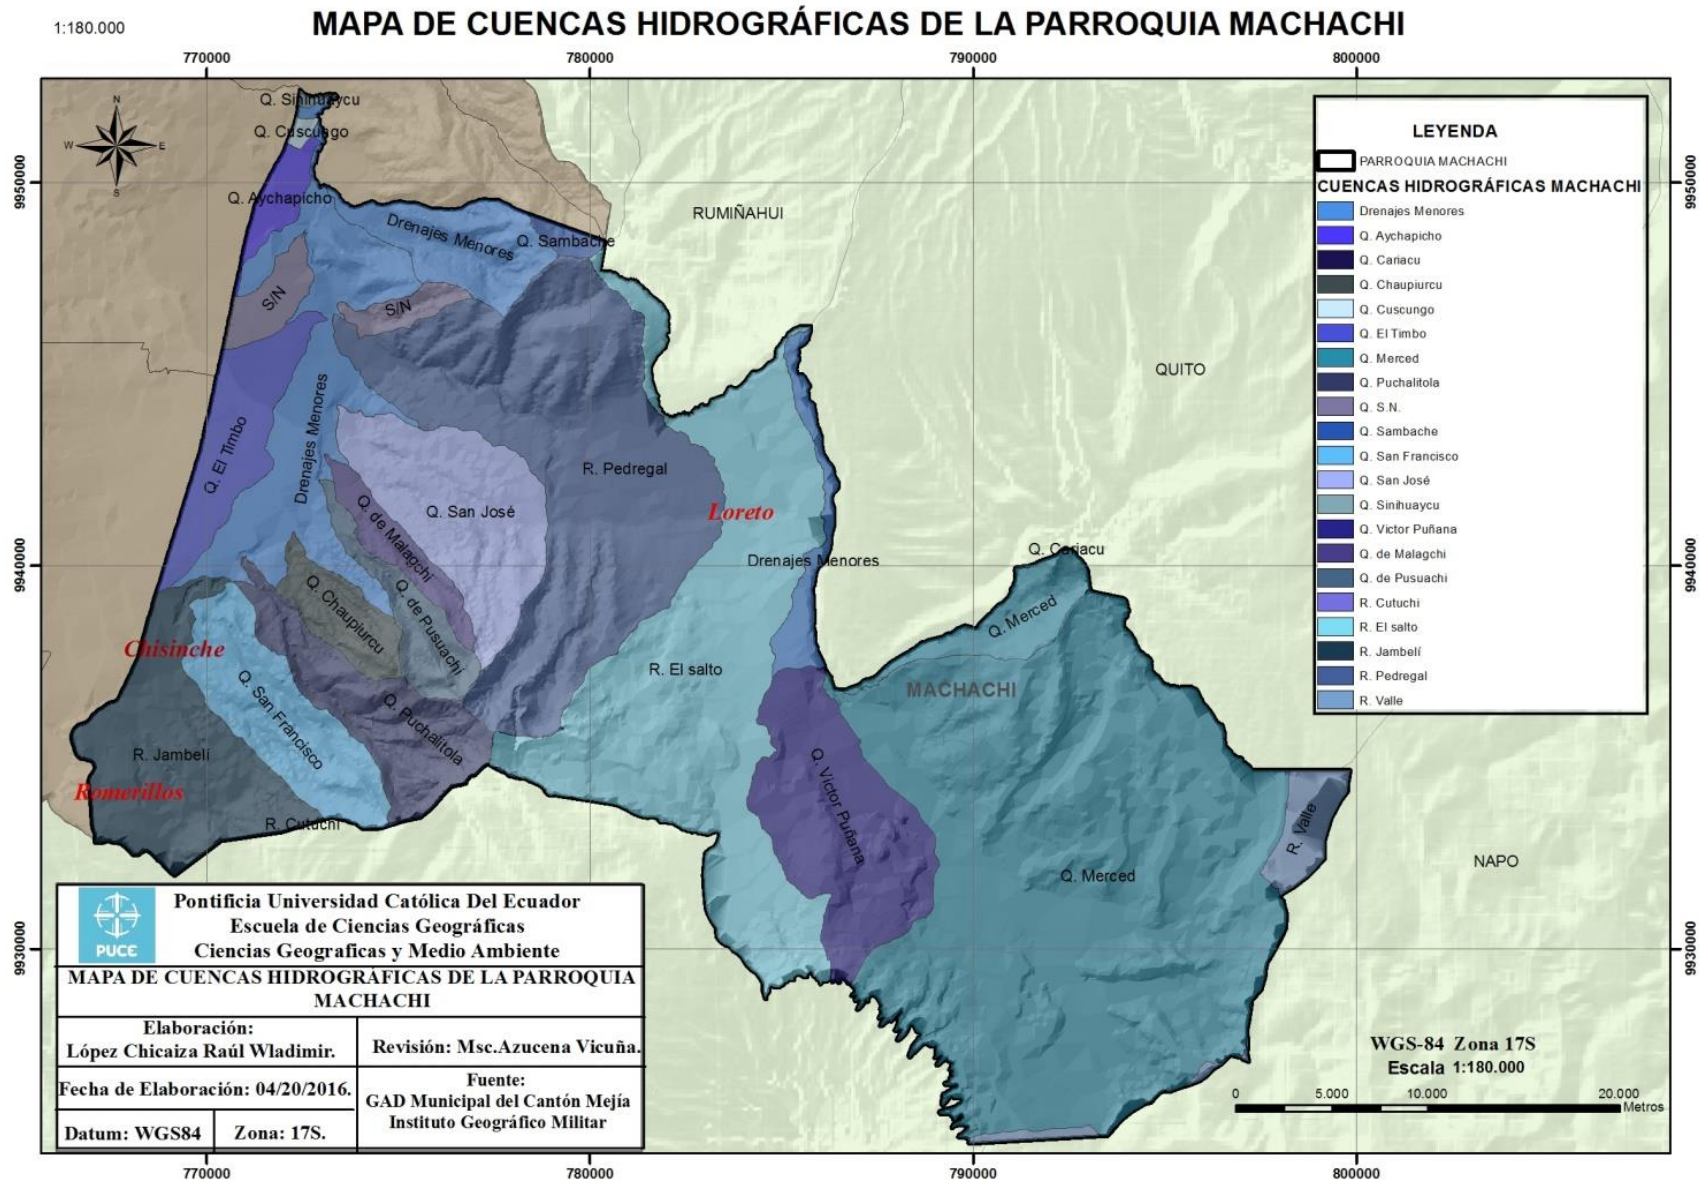 1:180.000
MAPA DE CUENCAS HIDROGRÁFICAS DE LA PARROQUIA MACHACHI
770000
780000
790000
800000
9950000
9950000
9940000
9940000
9930000
9930000
N
W
E
S
Q. Sinihuaycu
Q. Cuscungo
Q. Aychapicho
Drenajes Menores
Q. Sambache
RUMIÑAHUI
S/N
S/N
QUITO
Q. El Timbo
Drenajes Menores
R. Pedregal
Q. de Malagchi
Q. San José
Loreto
Drenajes Menores
Q. Cariacu
Q. Chaupiurcu
Q. de Pusuachi
Q. Merced
Chisinche
R. El salto
MACHACHI
Q. San Francisco
Q. Puchalitola
R. Jambelí
Romerillos
R. Cutuchi
Q. Victor Puñana
R. Valle
Q. Merced
NAPO
LEYENDA
PARROQUIA MACHACHI
CUENCAS HIDROGRÁFICAS MACHACHI
Drenajes Menores
Q. Aychapicho
Q. Cariacu
Q. Chaupiurcu
Q. Cuscungo
Q. El Timbo
Q. Merced
Q. Puchalitola
Q. S.N.
Q. Sambache
Q. San Francisco
Q. San José
Q. Sinihuaycu
Q. Victor Puñana
Q. de Malagchi
Q. de Pusuachi
R. Cutuchi
R. El salto
R. Jambelí
R. Pedregal
R. Valle
PUCE
Pontificia Universidad Católica Del Ecuador
Escuela de Ciencias Geográficas
Ciencias Geograficas y Medio Ambiente
MAPA DE CUENCAS HIDROGRÁFICAS DE LA PARROQUIA
MACHACHI
Elaboración:
López Chicaiza Raúl Wladimir.
Revisión: Msc.Azucena Vicuña.
Fecha de Elaboración: 04/20/2016.
Fuente:
GAD Municipal del Cantón Mejía
Instituto Geográfico Militar
Datum: WGS84
Zona: 17S.
WGS-84 Zona 17S
Escala 1:180.000
0
5.000
10.000
20.000
Metros
770000
780000
790000
800000